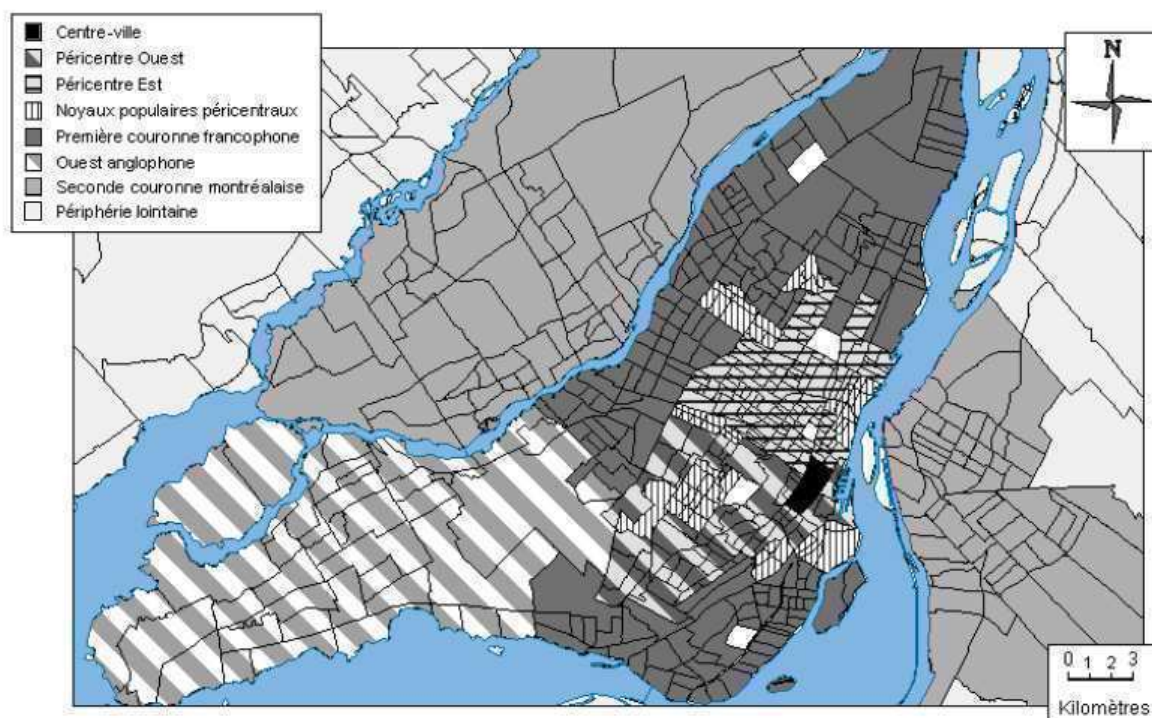 Centre-ville
Péricentre Ouest
Péricentre Est
Noyaux populaires péricentraux
Première couronne francophone
Ouest anglophone
Seconde couronne montréalaise
Périphérie lointaine
N
0 1 2 3
Kilomètres